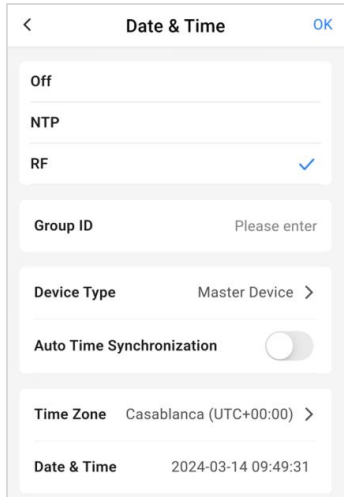 Date & Time OK
Off
NTP
RF
Group ID Please enter
Device Type Master Device
Auto Time Synchronization
Time Zone Casablanca (UTC+00:00)
Date & Time 2024-03-14 09:49:31